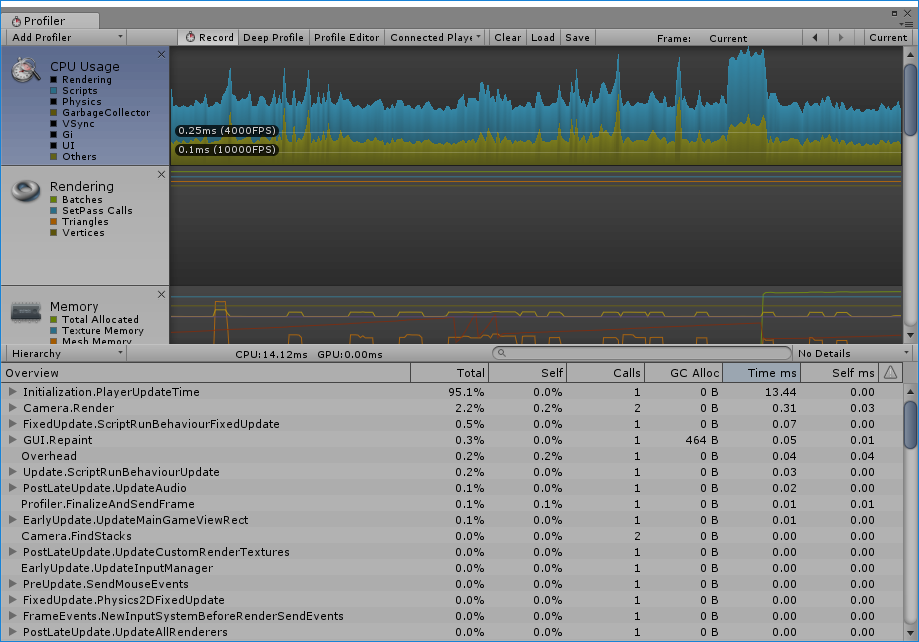 Profiler
Add Profiler Record Deep Profile Profile Editor Connected Playe Clear Load Save Frame: Current Current
CPU Usage
Rendering
Scripts
Physics
GarbageCollector
VSync
Gi
UI
Others
0.25ms (4000FPS)
0.1ms (10000FPS)
Rendering
Batches
SetPass Calls
Triangles
Vertices
Memory
Total Allocated
Texture Memory
Mesh Memory
Hierarchy CPU:14.12ms GPU:0.00ms No Details
Overview Total Self Calls GC Alloc Time ms Self ms
Initialization.PlayerUpdateTime 95.1% 0.0% 1 0 B 13.44 0.00
Camera.Render 2.2% 0.2% 2 0 B 0.31 0.03
FixedUpdate.ScriptRunBehaviourFixedUpdate 0.5% 0.0% 1 0 B 0.07 0.00
GUI.Repaint 0.3% 0.0% 1 464 B 0.05 0.01
Overhead 0.2% 0.2% 1 0 B 0.04 0.04
Update.ScriptRunBehaviourUpdate 0.2% 0.0% 1 0 B 0.03 0.00
PostLateUpdate.UpdateAudio 0.1% 0.0% 1 0 B 0.02 0.00
Profiler.FinalizeAndSendFrame 0.1% 0.1% 1 0 B 0.01 0.01
EarlyUpdate.UpdateMainGameViewRect 0.1% 0.0% 1 0 B 0.01 0.00
Camera.FindStacks 0.0% 0.0% 2 0 B 0.00 0.00
PostLateUpdate.UpdateCustomRenderTextures 0.0% 0.0% 1 0 B 0.00 0.00
EarlyUpdate.UpdateInputManager 0.0% 0.0% 1 0 B 0.00 0.00
PreUpdate.SendMouseEvents 0.0% 0.0% 1 0 B 0.00 0.00
FixedUpdate.Physics2DFixedUpdate 0.0% 0.0% 1 0 B 0.00 0.00
FrameEvents.NewInputSystemBeforeRenderSendEvents 0.0% 0.0% 1 0 B 0.00 0.00
PostLateUpdate.UpdateAllRenderers 0.0% 0.0% 1 0 B 0.00 0.00